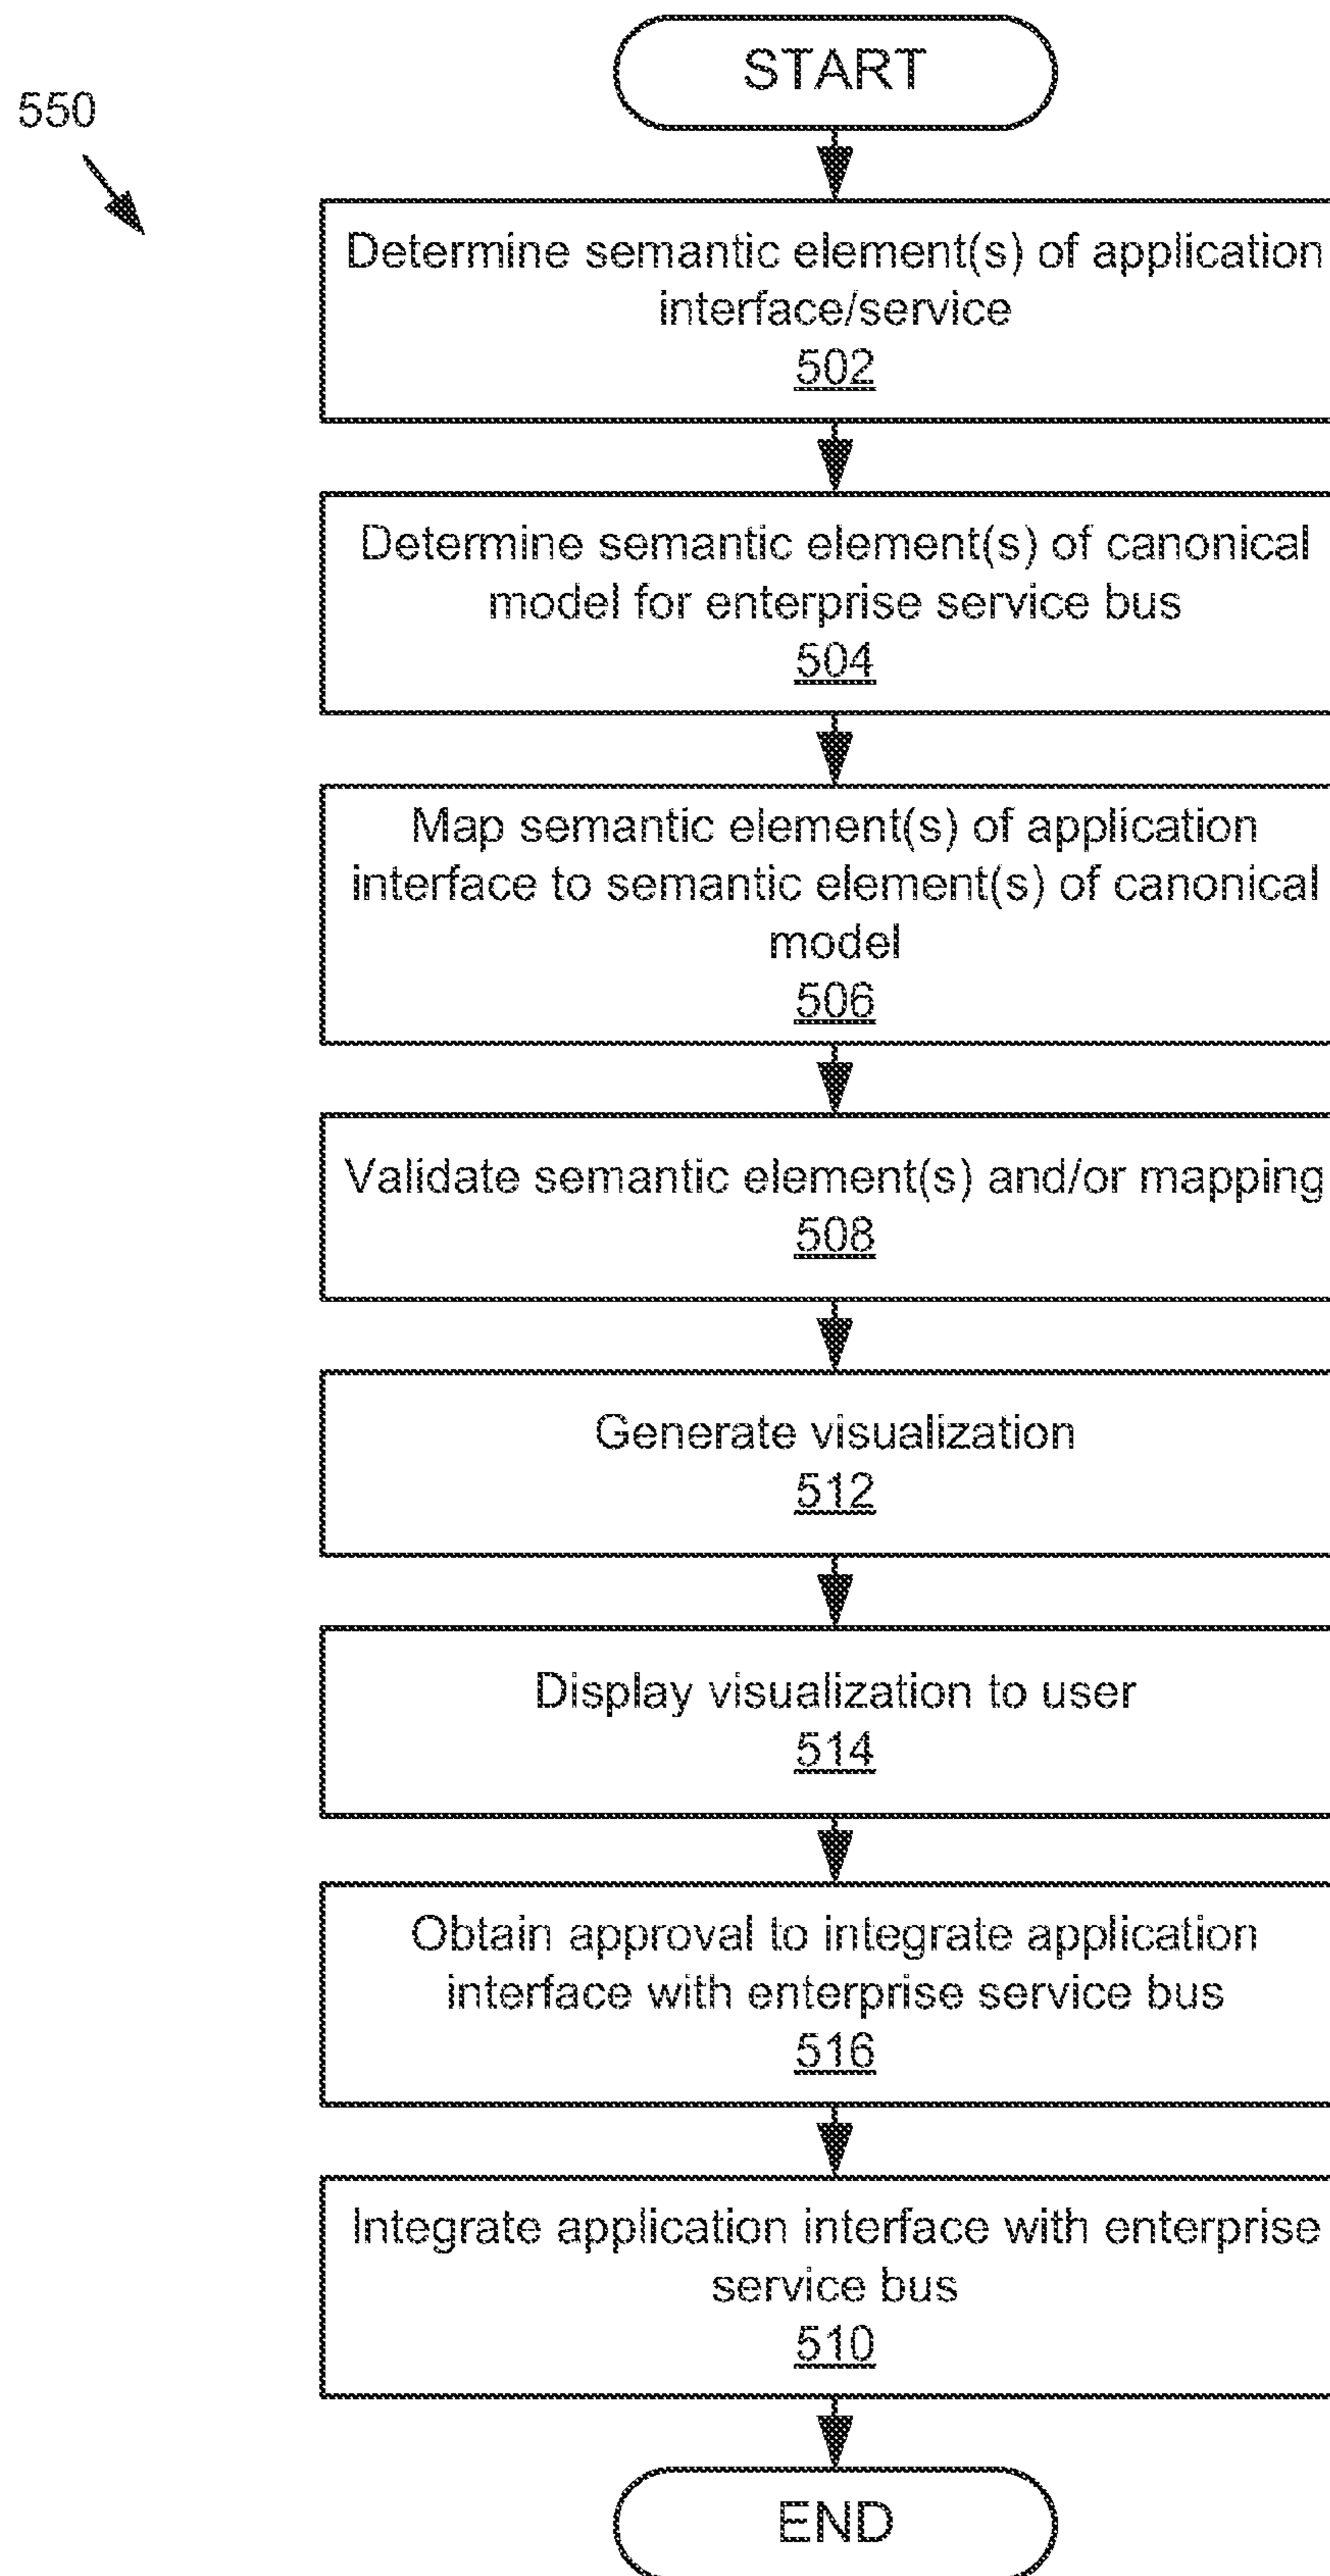 START
550
Determine semantic element(s) of application
interface/service
502
Determine semantic element(s) of canonical
model for enterprise service bus
504
Map semantic element(s) of application
interface to semantic element(s) of canonical
model
506
Validate semantic element(s) and/or mapping
508
Generate visualization
512
Display visualization to user
514
Obtain approval to integrate application
interface with enterprise service bus
516
Integrate application interface with enterprise
service bus
510
END